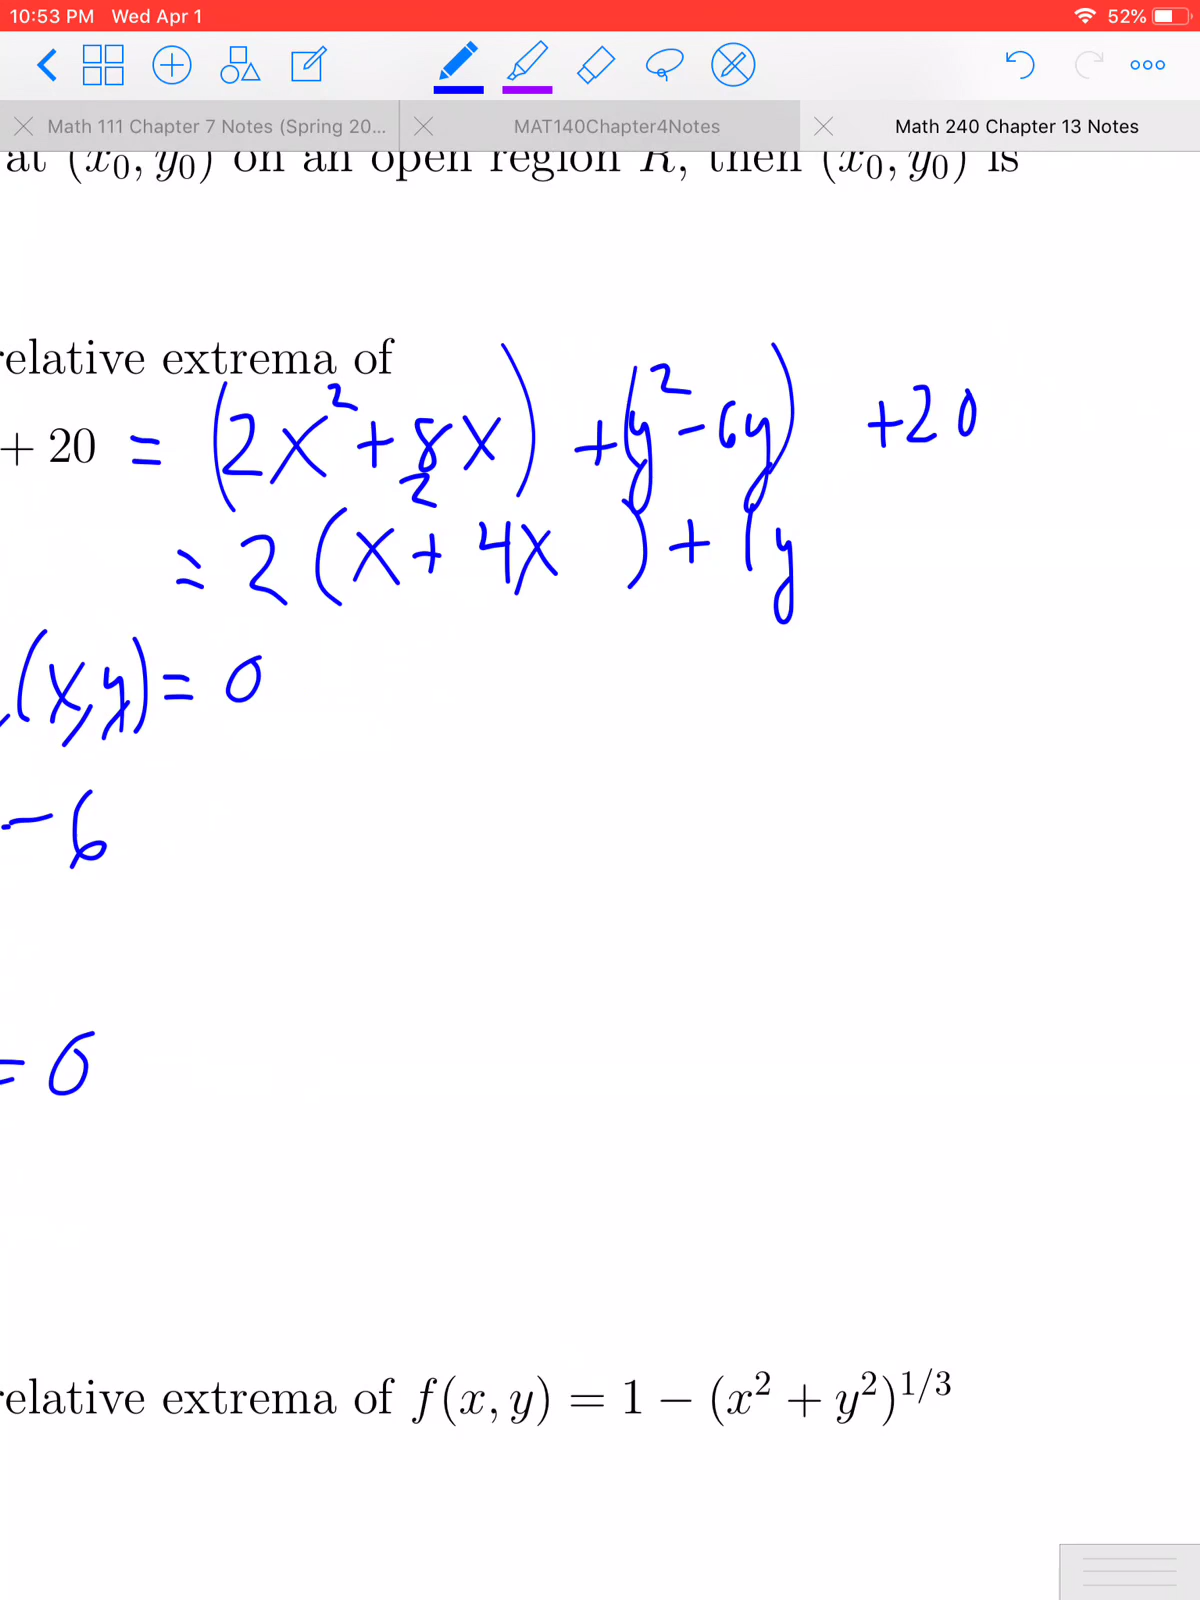 10:53 PM Wed Apr 1 52%
Math 111 Chapter 7 Notes (Spring 20... MAT140Chapter4Notes Math 240 Chapter 13 Notes
at (x₀, y₀) on an open region R, then (x₀, y₀) is
relative extrema of
+ 20 = (2x²+8x) +(y²-6y) +20
= 2(x²+4x )+(y
(x,y)=0
-6
=0
relative extrema of f(x, y) = 1 − (x² + y²)^1/3